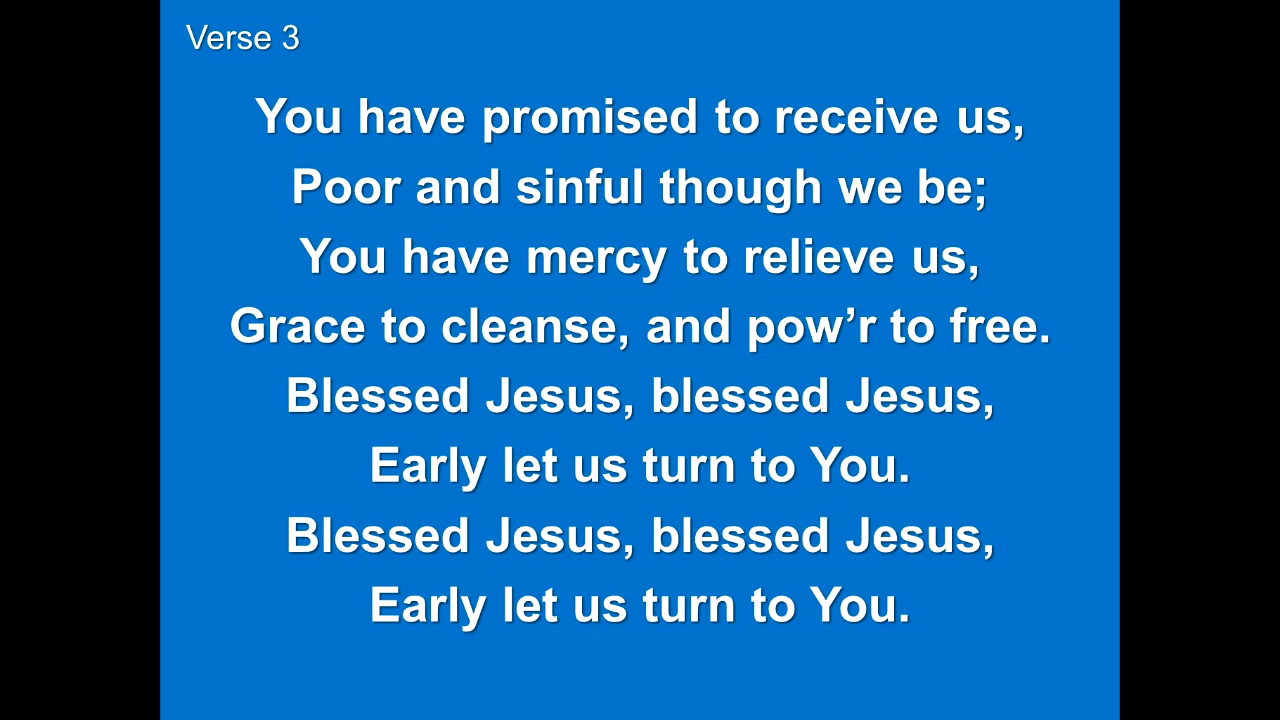 Verse 3
You have promised to receive us,
Poor and sinful though we be;
You have mercy to relieve us,
Grace to cleanse, and pow’r to free.
Blessed Jesus, blessed Jesus,
Early let us turn to You.
Blessed Jesus, blessed Jesus,
Early let us turn to You.